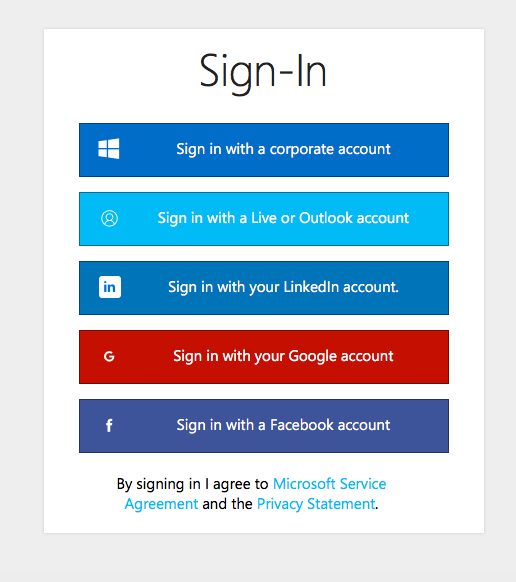 Sign-In
Sign in with a corporate account
Sign in with a Live or Outlook account
in
Sign in with your LinkedIn account.
G
Sign in with your Google account
f
Sign in with a Facebook account
By signing in I agree to Microsoft Service
Agreement and the Privacy Statement.